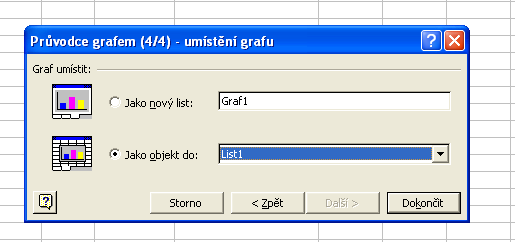 Průvodce grafem (4/4) - umístění grafu
Graf umístit:
Jako nový list: Graf1
Jako objekt do: List1
Storno < Zpět Další > Dokončit